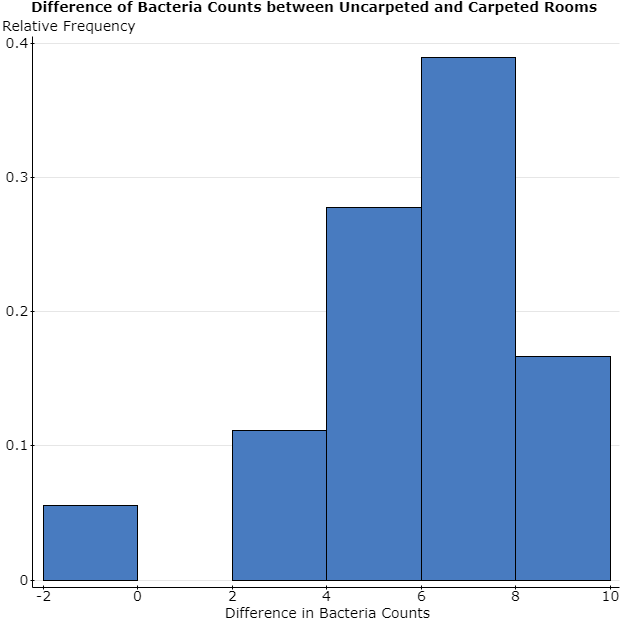 Difference of Bacteria Counts between Uncarpeted and Carpeted Rooms
Relative Frequency
0.4
0.3
0.2
0.1
0
-2 0 2 4 6 8 10
Difference in Bacteria Counts